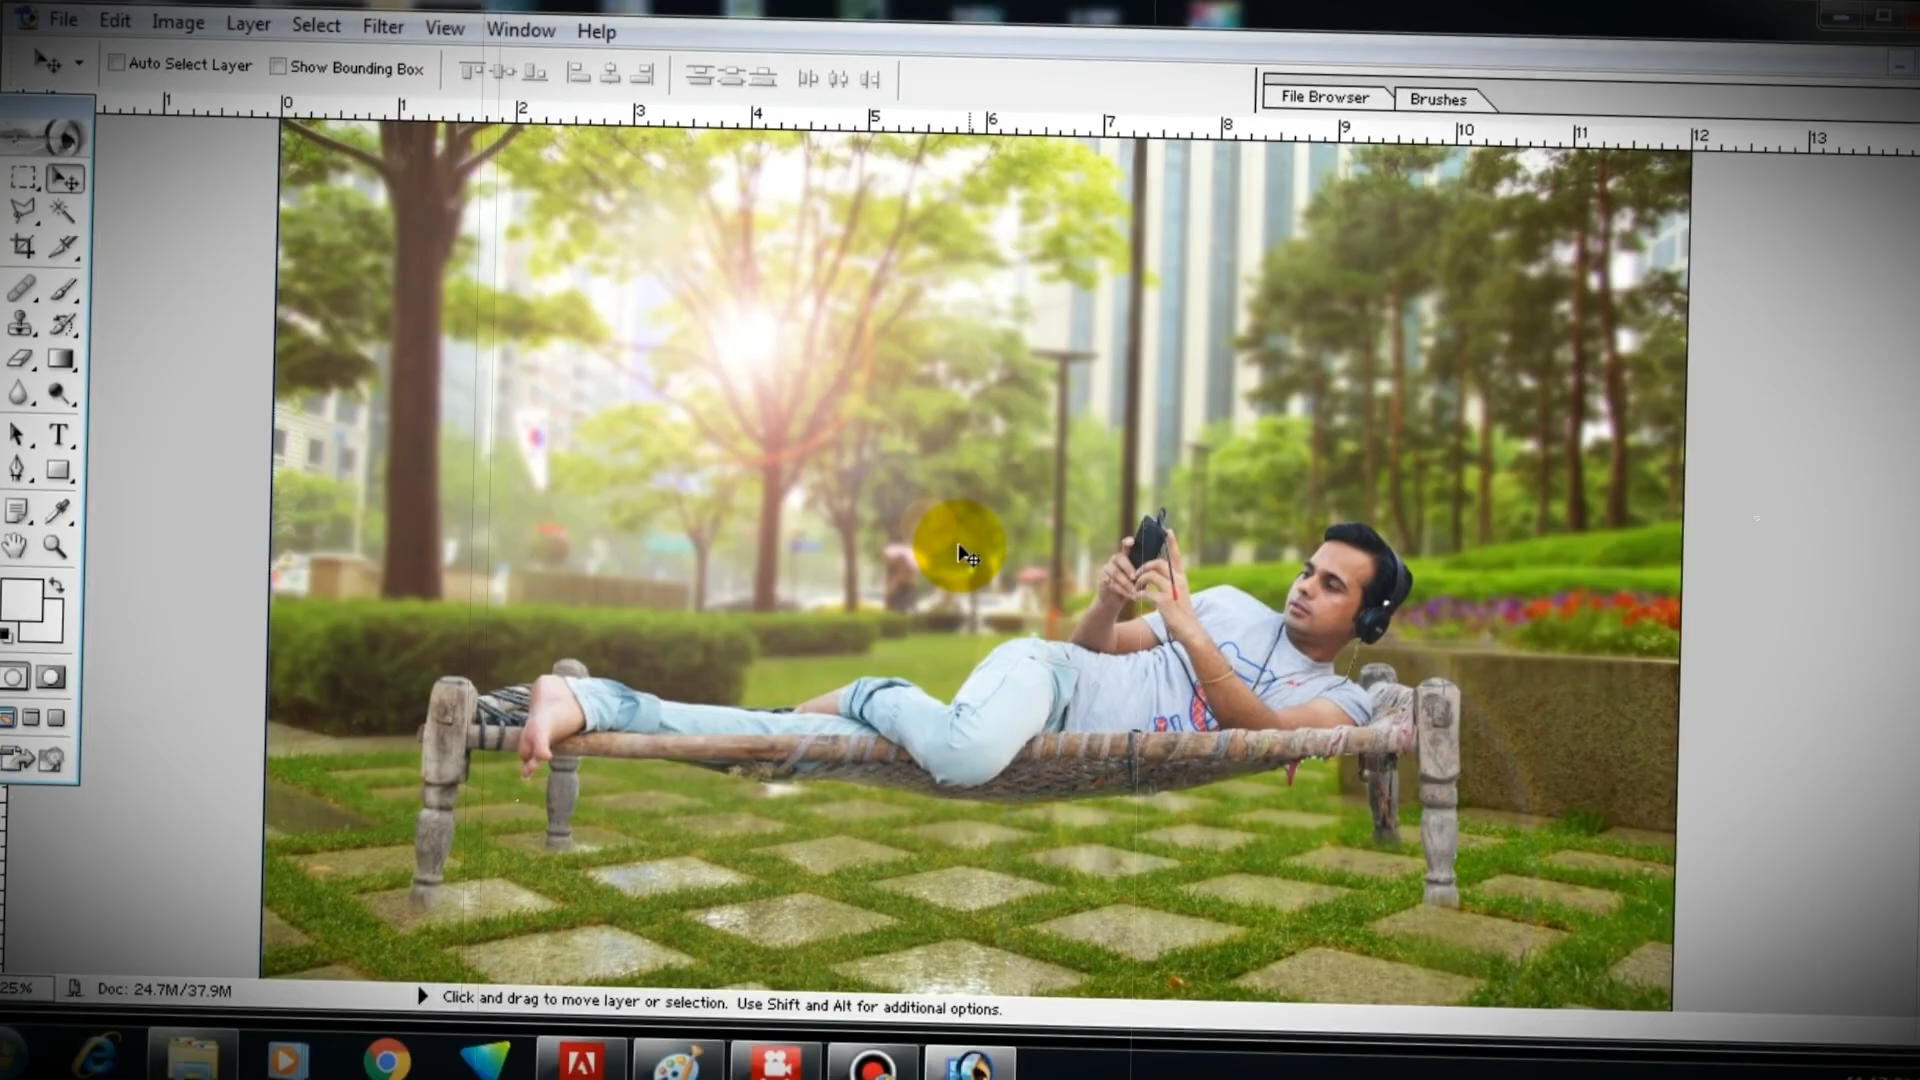 File Edit Image Layer Select Filter View Window Help
Auto Select Layer Show Bounding Box
File Browser Brushes
1 0 1 2 3 4 5 6 7 8 9 10 11 12 13
T
25% Doc: 24.7M/37.9M Click and drag to move layer or selection. Use Shift and Alt for additional options.